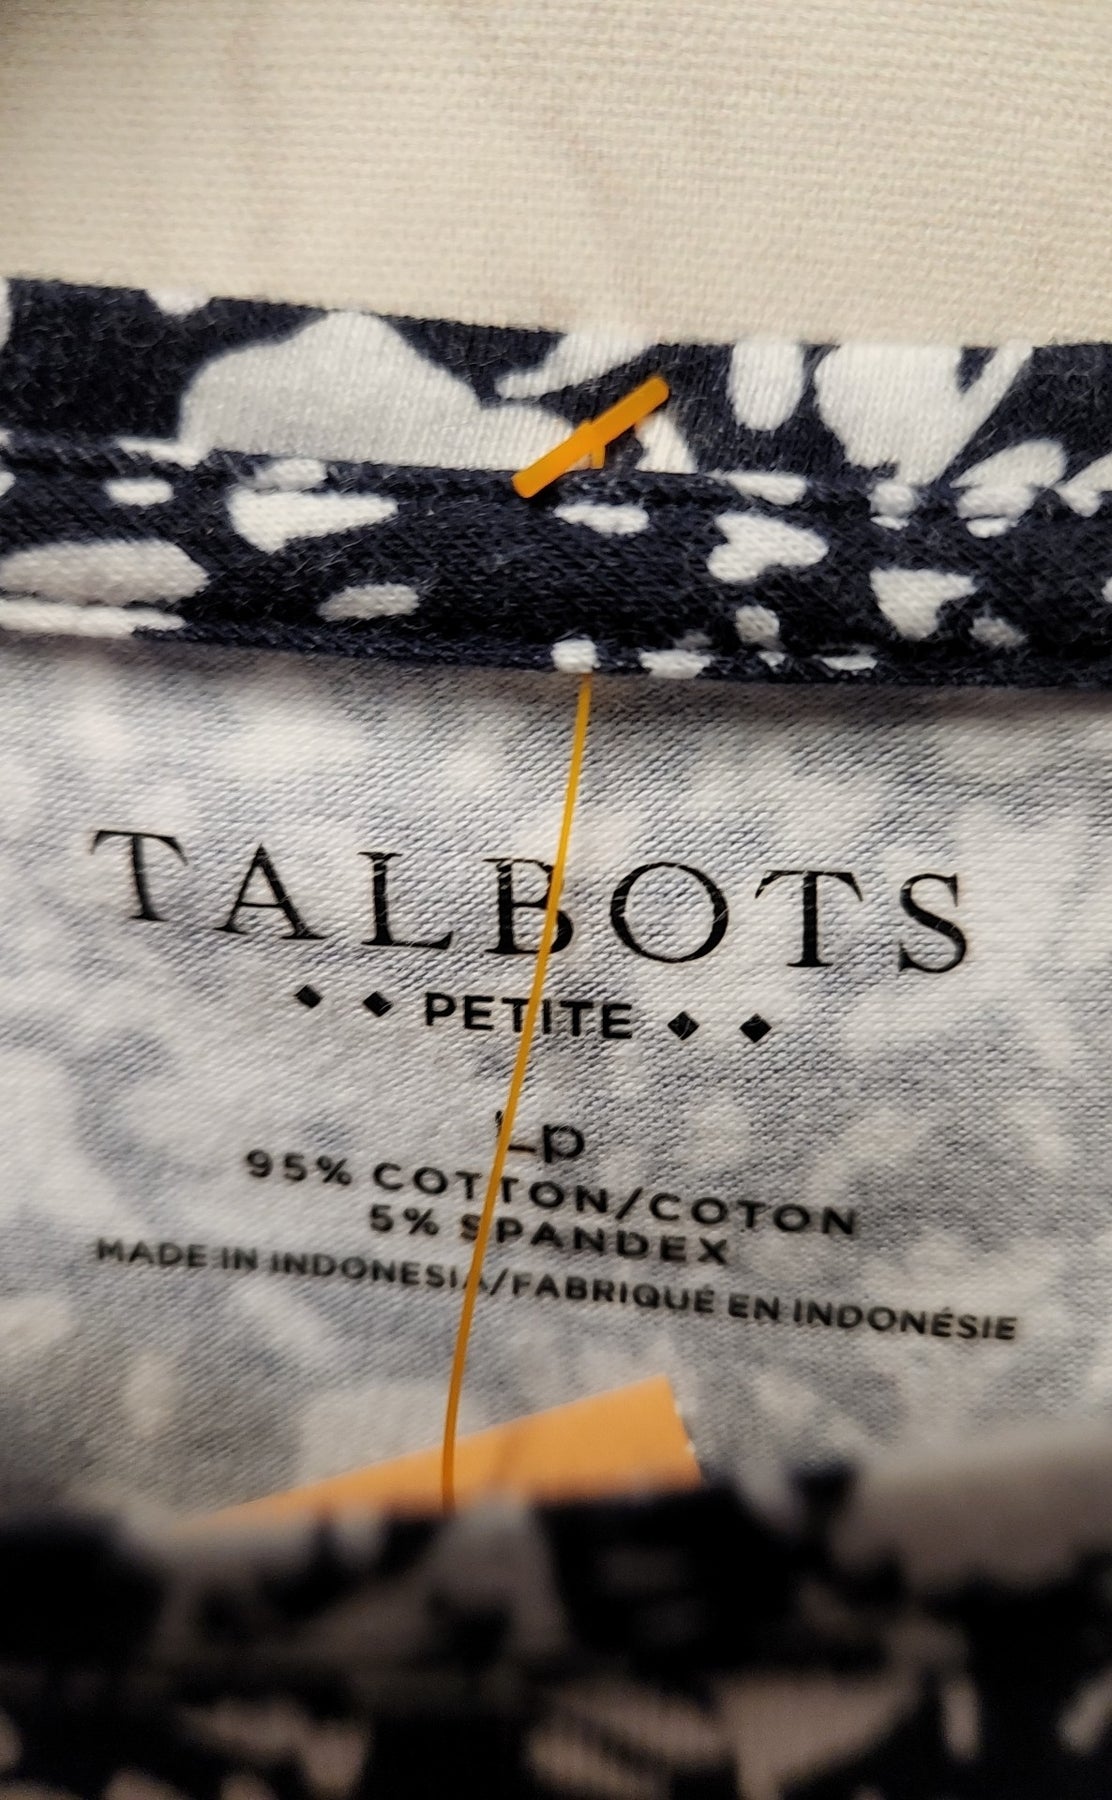 TALBOTS
PETITE
Lp
95% COTTON/COTON
5% SPANDEX
MADE IN INDONESIA/FABRIQUÉ EN INDONÉSIE